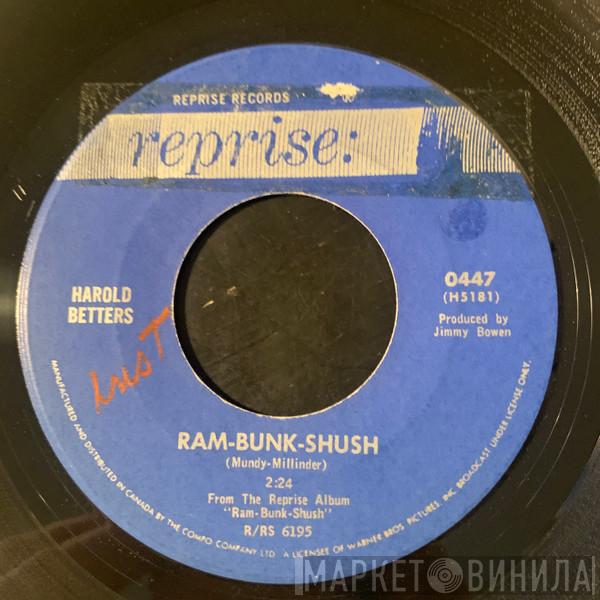 REPRISE RECORDS
reprise:
HAROLD
BETTERS
0447
(H5181)
Produced by
Jimmy Bowen
inst
RAM-BUNK-SHUSH
(Mundy-Millinder)
2:24
From The Reprise Album
"Ram-Bunk-Shush"
R/RS 6195
MANUFACTURED AND DISTRIBUTED IN CANADA BY THE COMPO COMPANY LTD. A LICENSEE OF WARNER BROS. PICTURES, INC. BROADCAST UNDER LICENSE ONLY.
МАРКЕТ ВИНИЛА